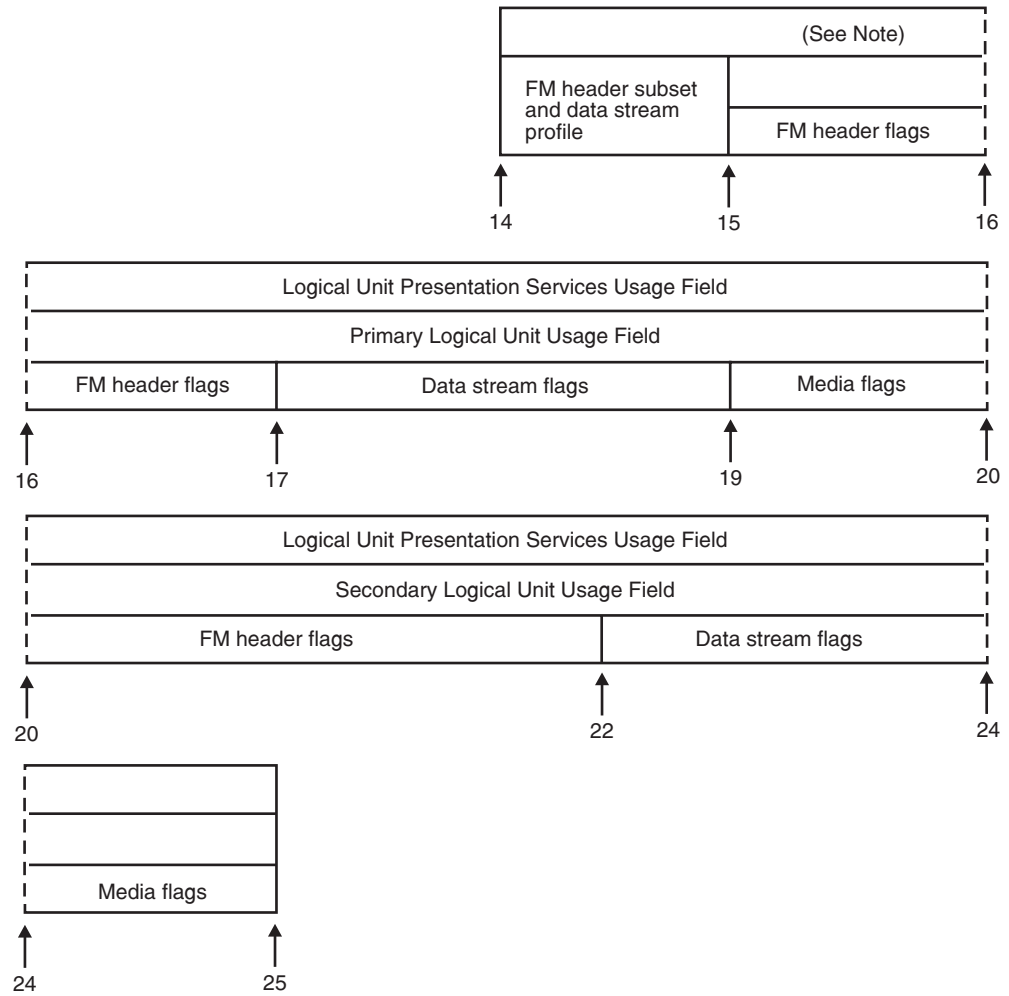 (See Note)
FM header subset
and data stream
profile
FM header flags
14
15
16
Logical Unit Presentation Services Usage Field
Primary Logical Unit Usage Field
FM header flags
Data stream flags
Media flags
16
17
19
20
Logical Unit Presentation Services Usage Field
Secondary Logical Unit Usage Field
FM header flags
Data stream flags
20
22
24
Media flags
24
25